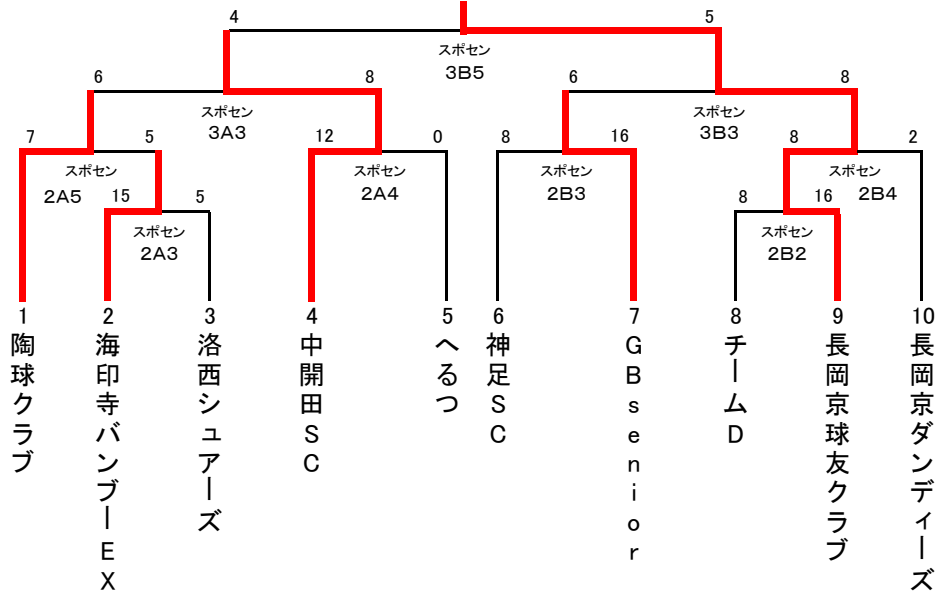 4 5
スポセン
3B5
6 8 6 8
スポセン スポセン
3A3 3B3
7 5 12 0 8 16 8 2
スポセン スポセン スポセン スポセン
2A5 2A4 2B3 2B4
15 5 8 16
スポセン スポセン
2A3 2B2
1 陶球クラブ
2 海印寺バンブーEX
3 洛西シュアーズ
4 中開田SC
5 へるつ
6 神足SC
7 GBsenior
8 チームD
9 長岡京球友クラブ
10 長岡京ダンディーズ